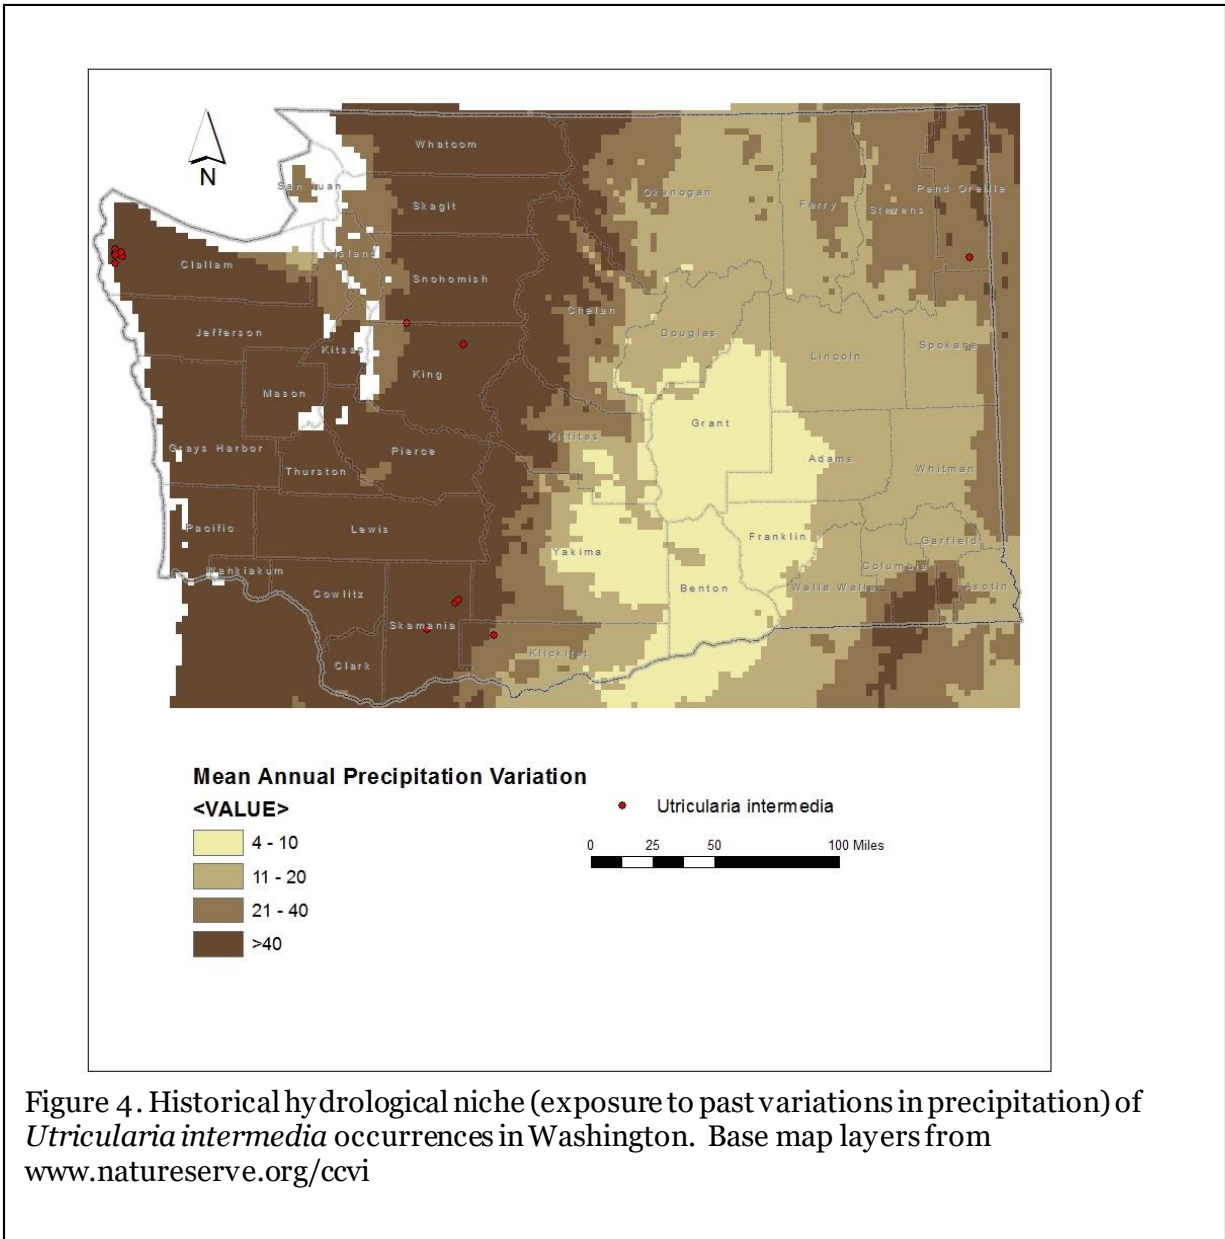 N
Whatcom
San Juan
Skagit
Okanogan
Ferry
Stevens
Pend Oreille
Island
Clallam
Snohomish
Chelan
Jefferson
Kitsap
King
Douglas
Lincoln
Spokane
Mason
Grant
Kittitas
Grays Harbor
Pierce
Thurston
Adams
Whitman
Pacific
Lewis
Yakima
Franklin
Garfield
Wahkiakum
Cowlitz
Benton
Columbia
Walla Walla
Asotin
Skamania
Klickitat
Clark
Mean Annual Precipitation Variation
<VALUE>
4 - 10
11 - 20
21 - 40
>40
Utricularia intermedia
0 25 50 100 Miles
Figure 4. Historical hydrological niche (exposure to past variations in precipitation) of
Utricularia intermedia occurrences in Washington. Base map layers from
www.natureserve.org/ccvi